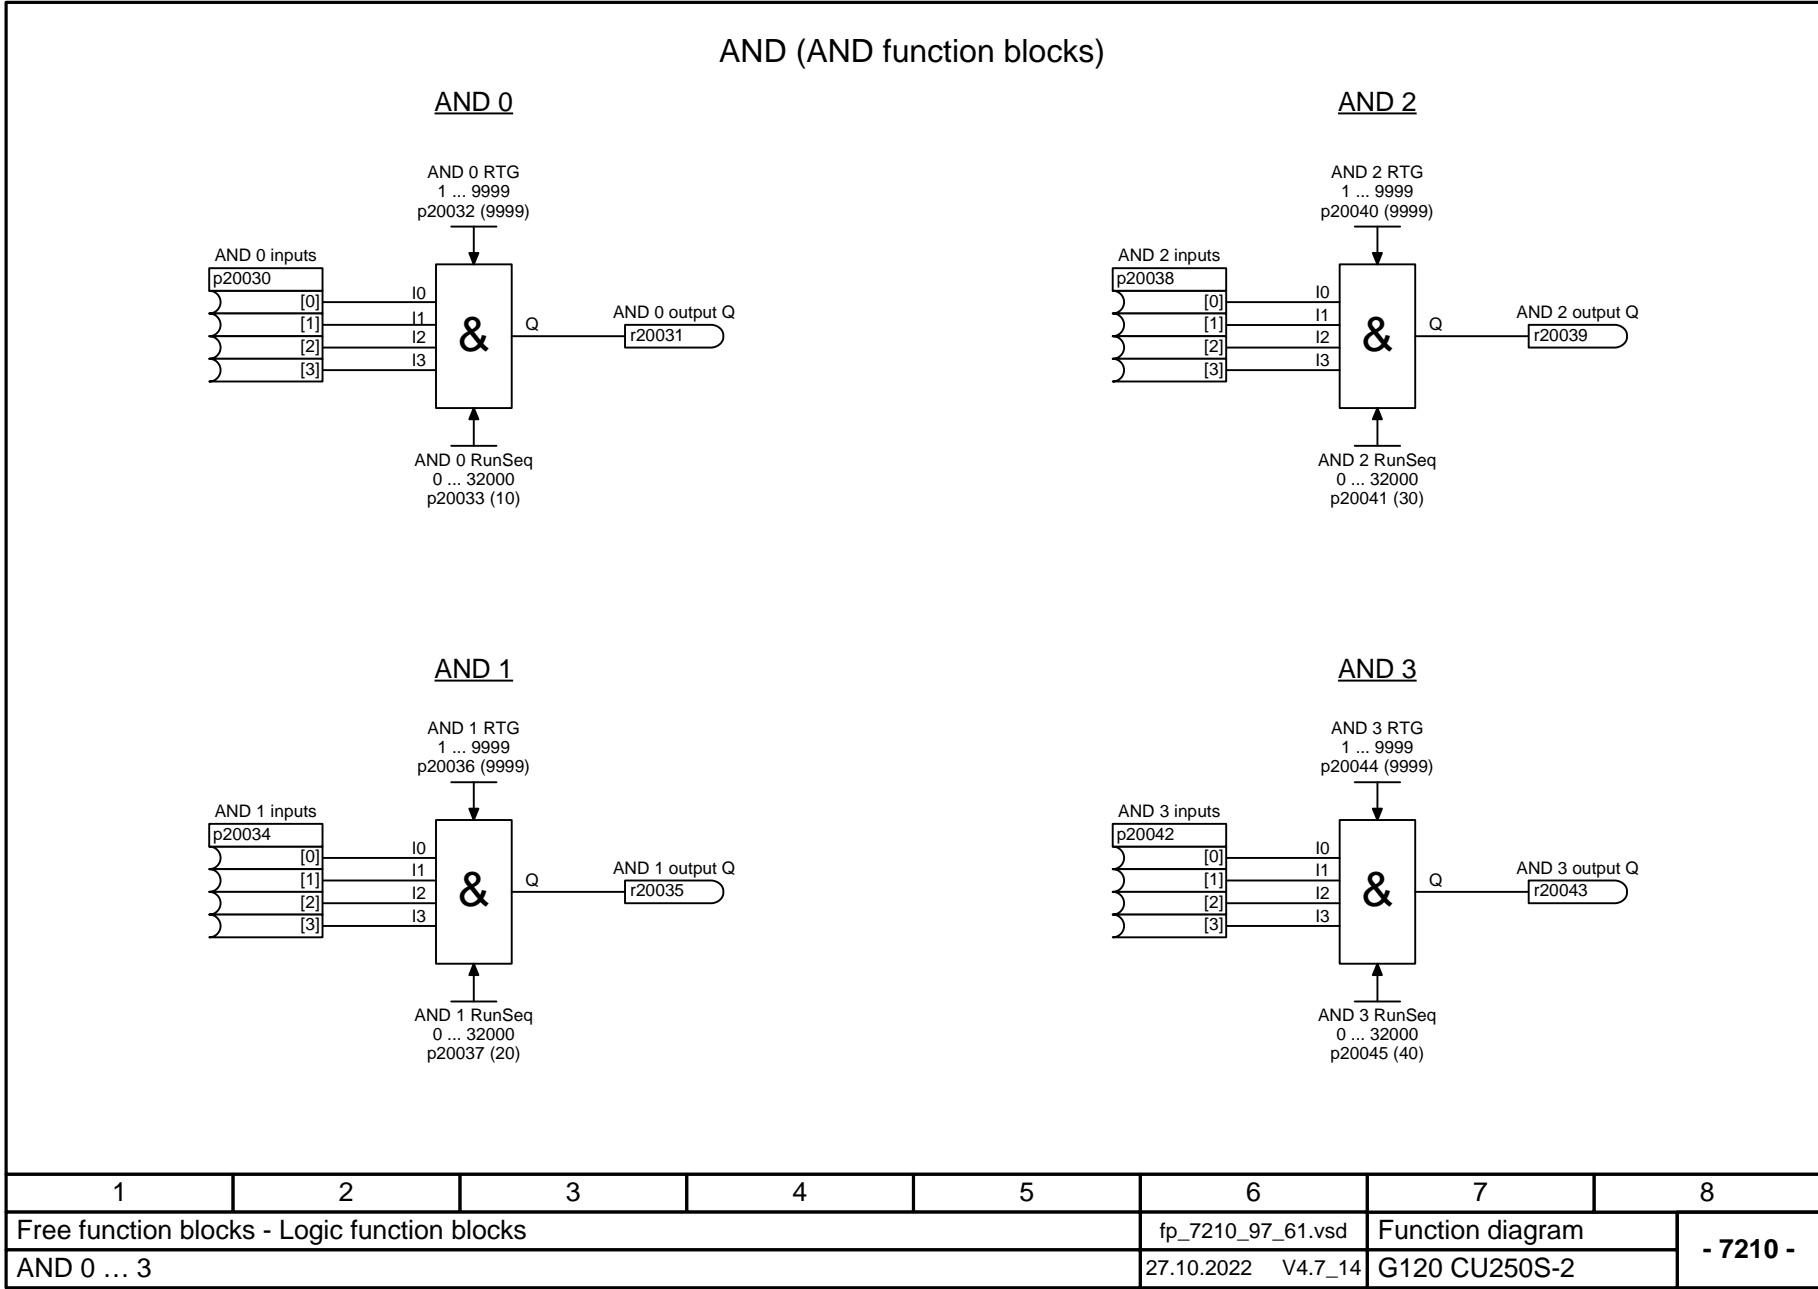 AND (AND function blocks)
AND 0
AND 0 RTG
1 ... 9999
p20032 (9999)
AND 0 inputs
p20030
[0]
[1]
[2]
[3]
I0
I1
I2
I3
&
Q
AND 0 output Q
r20031
AND 0 RunSeq
0 ... 32000
p20033 (10)
AND 2
AND 2 RTG
1 ... 9999
p20040 (9999)
AND 2 inputs
p20038
[0]
[1]
[2]
[3]
I0
I1
I2
I3
&
Q
AND 2 output Q
r20039
AND 2 RunSeq
0 ... 32000
p20041 (30)
AND 1
AND 1 RTG
1 ... 9999
p20036 (9999)
AND 1 inputs
p20034
[0]
[1]
[2]
[3]
I0
I1
I2
I3
&
Q
AND 1 output Q
r20035
AND 1 RunSeq
0 ... 32000
p20037 (20)
AND 3
AND 3 RTG
1 ... 9999
p20044 (9999)
AND 3 inputs
p20042
[0]
[1]
[2]
[3]
I0
I1
I2
I3
&
Q
AND 3 output Q
r20043
AND 3 RunSeq
0 ... 32000
p20045 (40)
1 2 3 4 5 6 7 8
Free function blocks - Logic function blocks
fp_7210_97_61.vsd
Function diagram
- 7210 -
AND 0 … 3
27.10.2022 V4.7_14
G120 CU250S-2